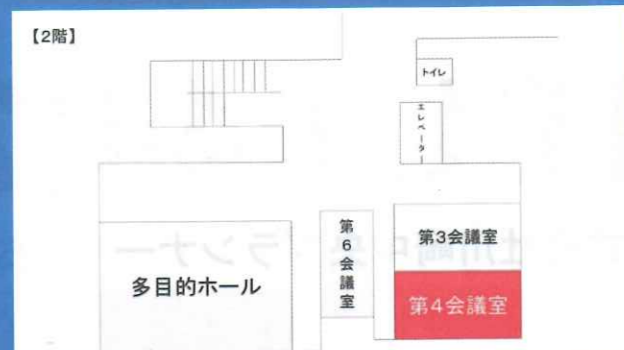 【2階】
トイレ
エレベーター
第6会議室
第3会議室
多目的ホール
第4会議室